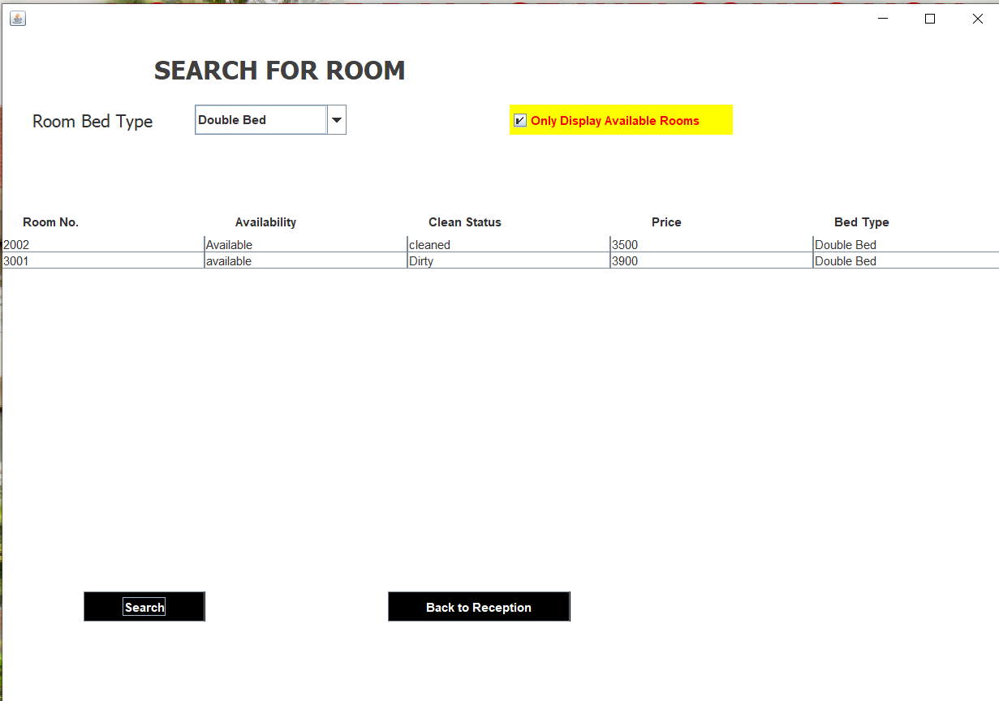 SEARCH FOR ROOM
Room Bed Type Double Bed Only Display Available Rooms
Room No. Availability Clean Status Price Bed Type
2002 Available cleaned 3500 Double Bed
3001 available Dirty 3900 Double Bed
Search Back to Reception